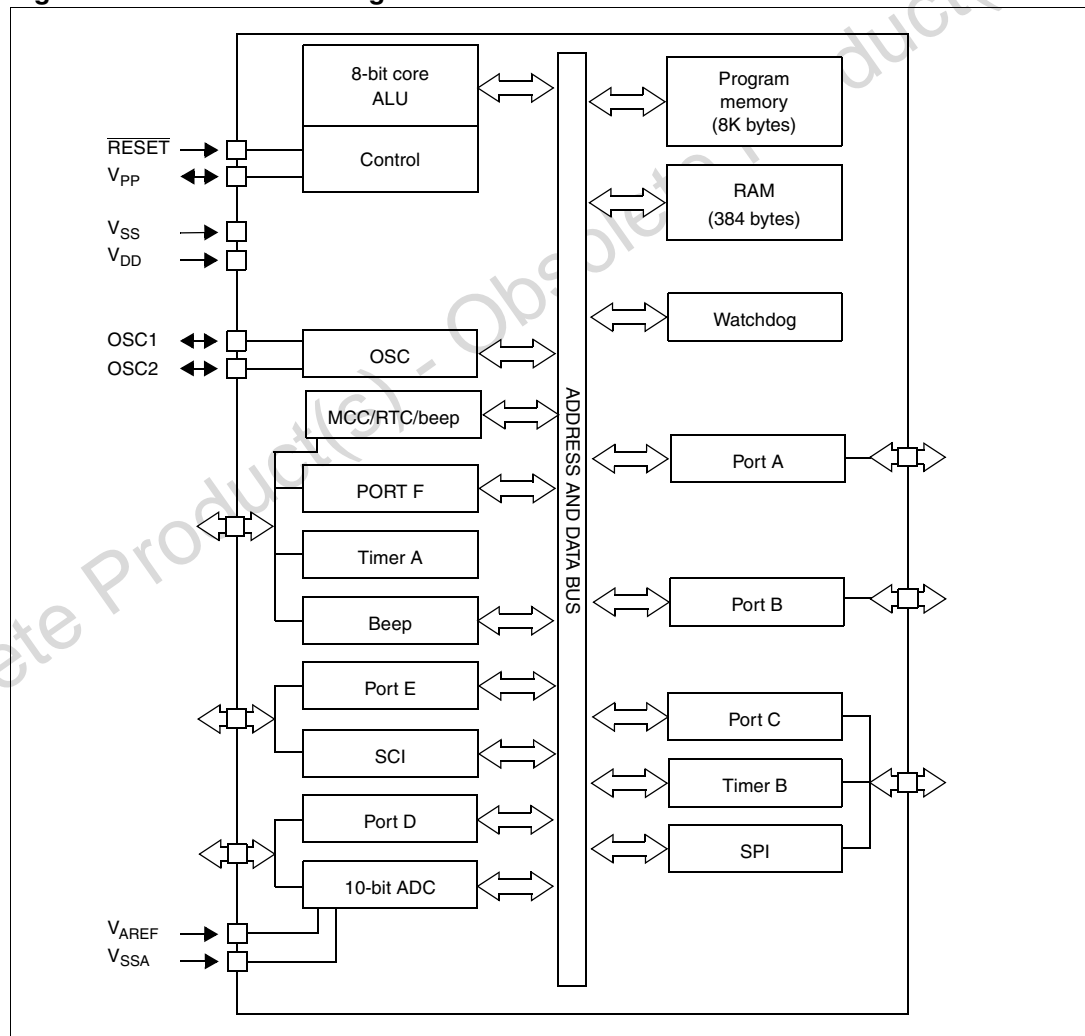 8-bit core
ALU
Control
RESET
VPP
VSS
VDD
OSC1
OSC2
OSC
MCC/RTC/beep
PORT F
Timer A
Beep
Port E
SCI
Port D
10-bit ADC
VAREF
VSSA
ADDRESS AND DATA BUS
Program
memory
(8K bytes)
RAM
(384 bytes)
Watchdog
Port A
Port B
Port C
Timer B
SPI
ete Product(s) - Obsolete Product(s)